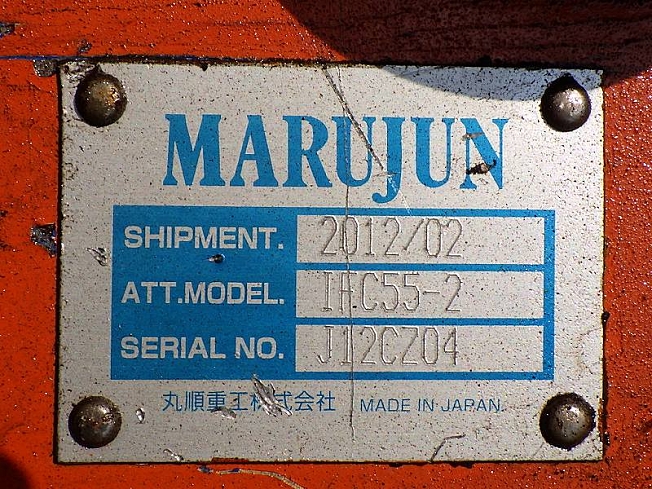 MARUJUN
SHIPMENT. 2012/02
ATT.MODEL. IHC55-2
SERIAL NO. J12CZ04
丸順重工株式会社 MADE IN JAPAN.